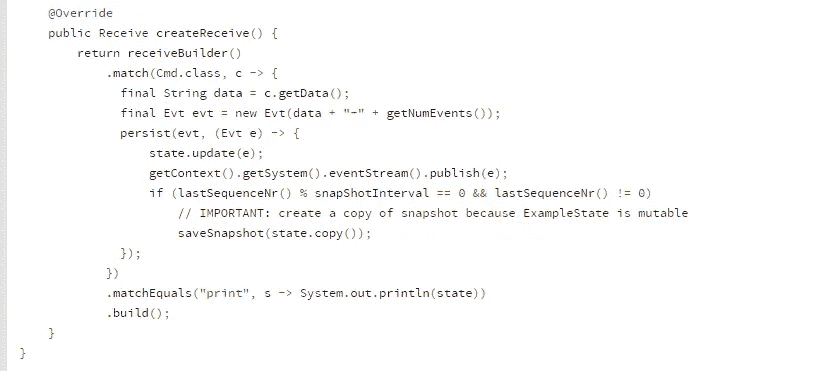 @Override
public Receive createReceive() {
return receiveBuilder()
.match(Cmd.class, c -> {
final String data = c.getData();
final Evt evt = new Evt(data + "-" + getNumEvents());
persist(evt, (Evt e) -> {
state.update(e);
getContext().getSystem().eventStream().publish(e);
if (lastSequenceNr() % snapShotInterval == 0 && lastSequenceNr() != 0)
// IMPORTANT: create a copy of snapshot because ExampleState is mutable
saveSnapshot(state.copy());
});
})
.matchEquals("print", s -> System.out.println(state))
.build();
}
}